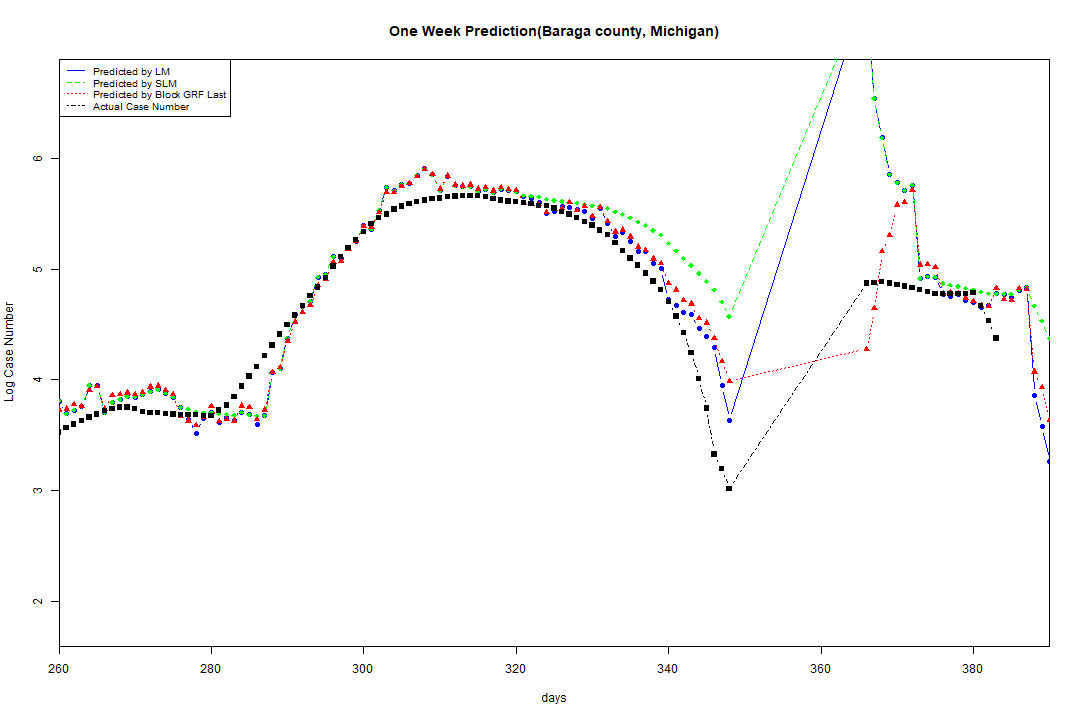 One Week Prediction(Baraga county, Michigan)
Predicted by LM
Predicted by SLM
Predicted by Block GRF Last
Actual Case Number
Log Case Number
6
5
4
3
2
260 280 300 320 340 360 380
days